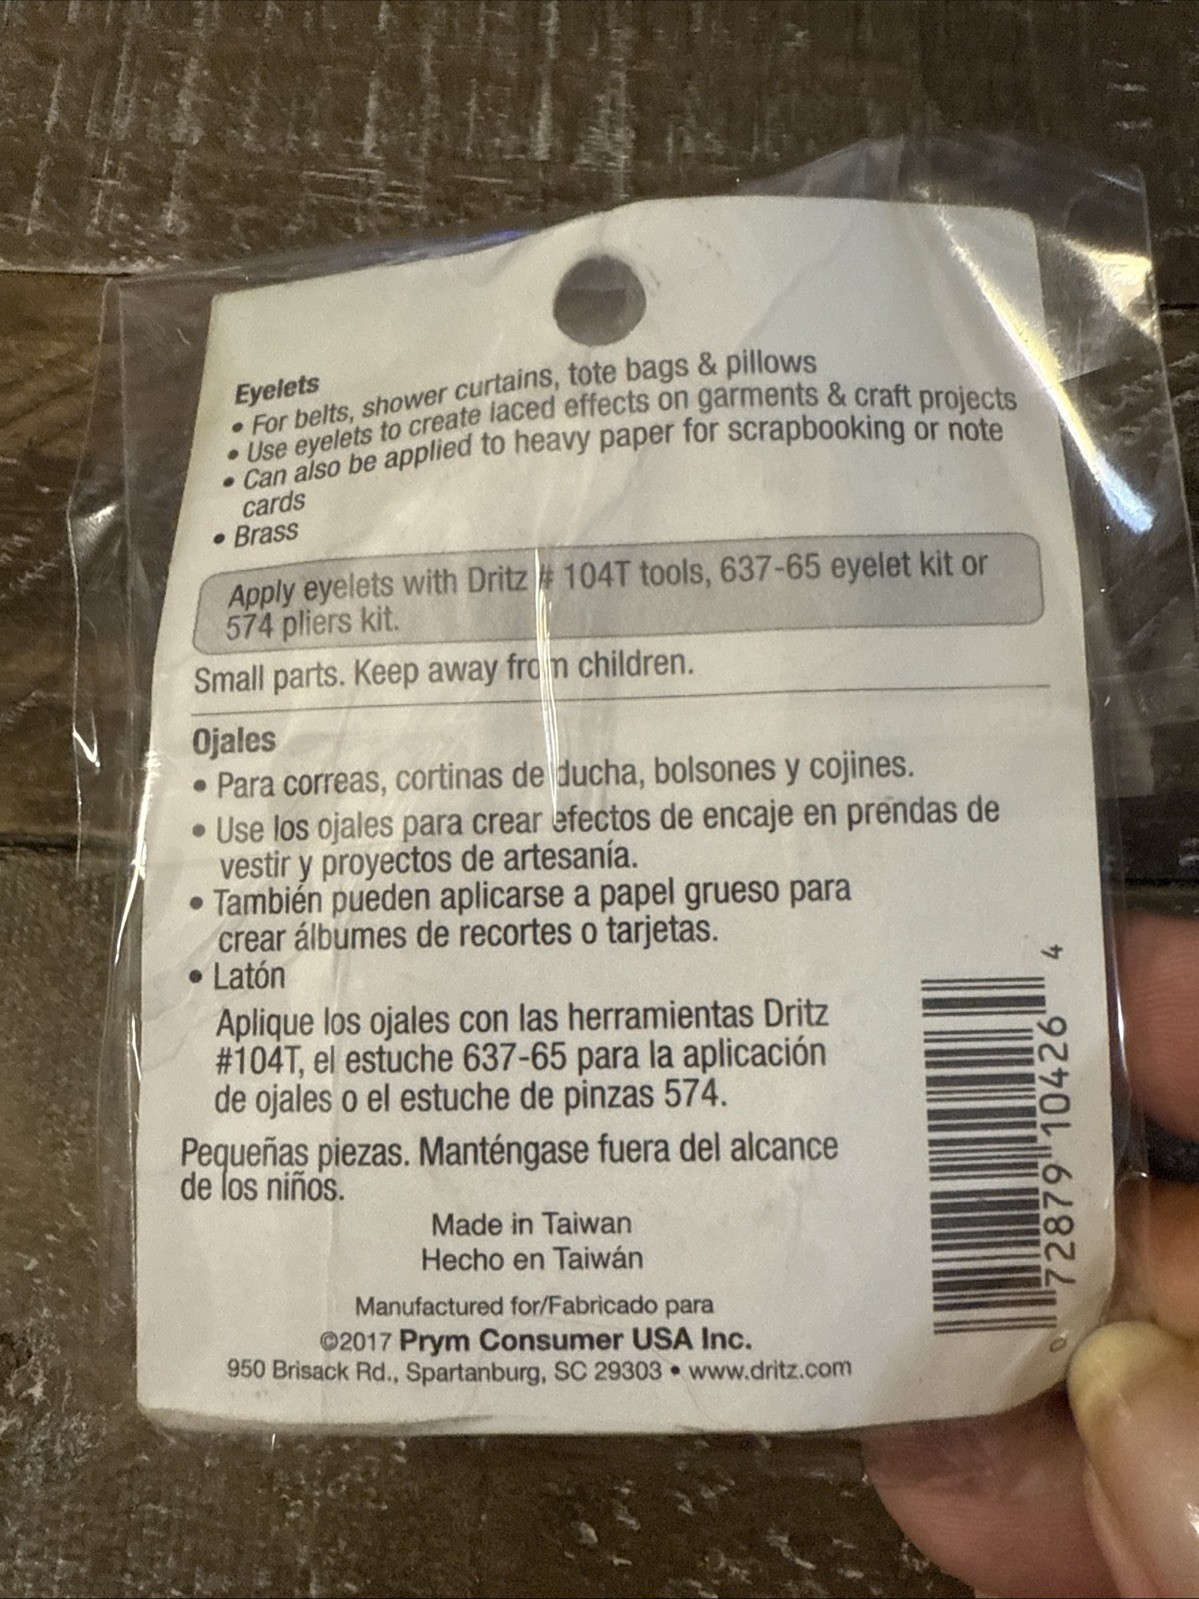 Eyelets
• For belts, shower curtains, tote bags & pillows
• Use eyelets to create laced effects on garments & craft projects
• Can also be applied to heavy paper for scrapbooking or note
cards
• Brass
Apply eyelets with Dritz # 104T tools, 637-65 eyelet kit or
574 pliers kit.
Small parts. Keep away from children.
Ojales
• Para correas, cortinas de ducha, bolsones y cojines.
• Use los ojales para crear efectos de encaje en prendas de
vestir y proyectos de artesanía.
• También pueden aplicarse a papel grueso para
crear álbumes de recortes o tarjetas.
• Latón
Aplique los ojales con las herramientas Dritz
#104T, el estuche 637-65 para la aplicación
de ojales o el estuche de pinzas 574.
Pequeñas piezas. Manténgase fuera del alcance
de los niños.
Made in Taiwan
Hecho en Taiwán
Manufactured for/Fabricado para
©2017 Prym Consumer USA Inc.
950 Brisack Rd., Spartanburg, SC 29303 • www.dritz.com
0 72879 10426 4